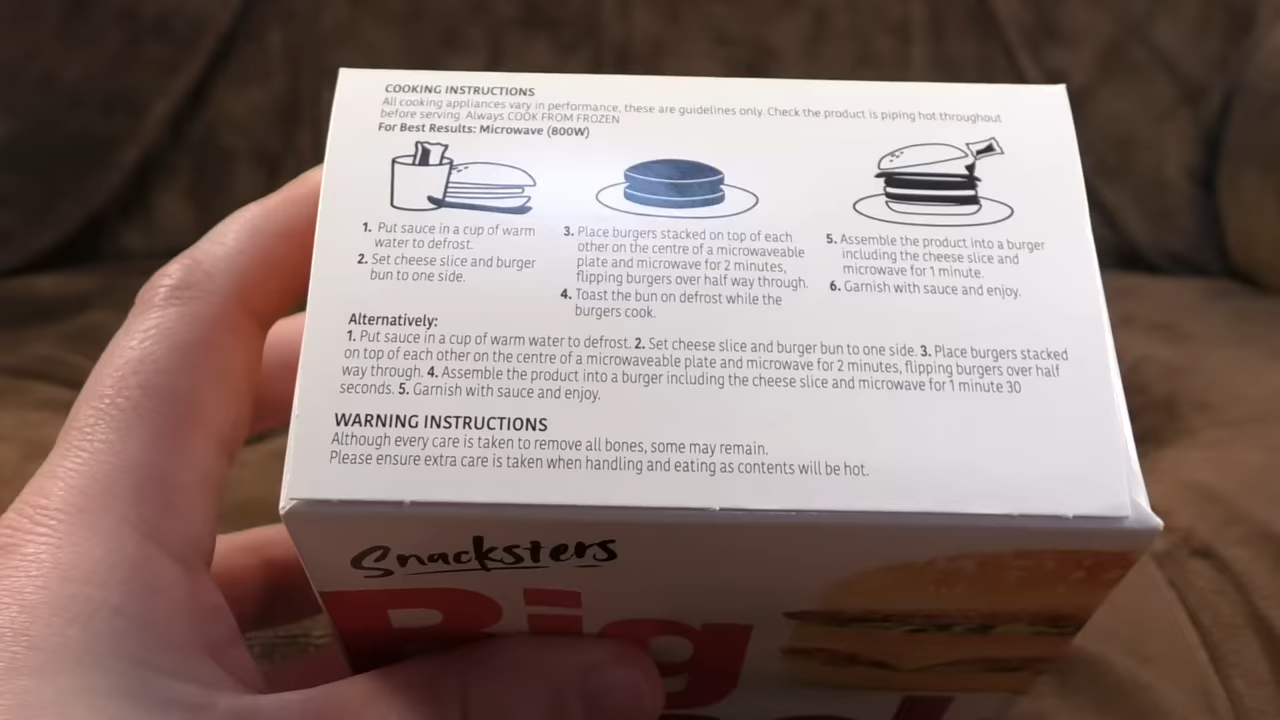 COOKING INSTRUCTIONS
All cooking appliances vary in performance, these are guidelines only. Check the product is piping hot throughout
before serving. Always COOK FROM FROZEN
For Best Results: Microwave (800W)
1. Put sauce in a cup of warm
water to defrost.
2. Set cheese slice and burger
bun to one side.
3. Place burgers stacked on top of each
other on the centre of a microwaveable
plate and microwave for 2 minutes,
flipping burgers over half way through.
4. Toast the bun on defrost while the
burgers cook.
5. Assemble the product into a burger
including the cheese slice and
microwave for 1 minute.
6. Garnish with sauce and enjoy.
Alternatively:
1. Put sauce in a cup of warm water to defrost. 2. Set cheese slice and burger bun to one side. 3. Place burgers stacked
on top of each other on the centre of a microwaveable plate and microwave for 2 minutes, flipping burgers over half
way through. 4. Assemble the product into a burger including the cheese slice and microwave for 1 minute 30
seconds. 5. Garnish with sauce and enjoy.
WARNING INSTRUCTIONS
Although every care is taken to remove all bones, some may remain.
Please ensure extra care is taken when handling and eating as contents will be hot.
Snacksters
Big